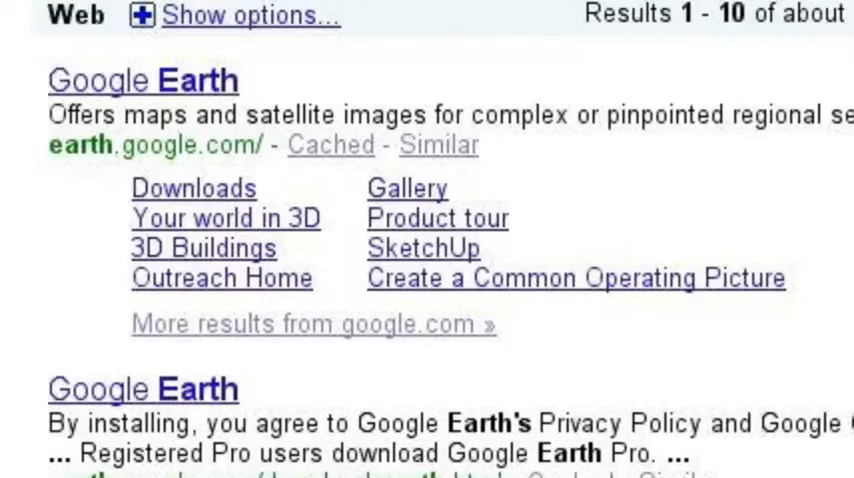 Web + Show options... Results 1 - 10 of about
Google Earth
Offers maps and satellite images for complex or pinpointed regional se
earth.google.com/ - Cached - Similar
Downloads Gallery
Your world in 3D Product tour
3D Buildings SketchUp
Outreach Home Create a Common Operating Picture
More results from google.com »
Google Earth
By installing, you agree to Google Earth's Privacy Policy and Google
... Registered Pro users download Google Earth Pro. ...